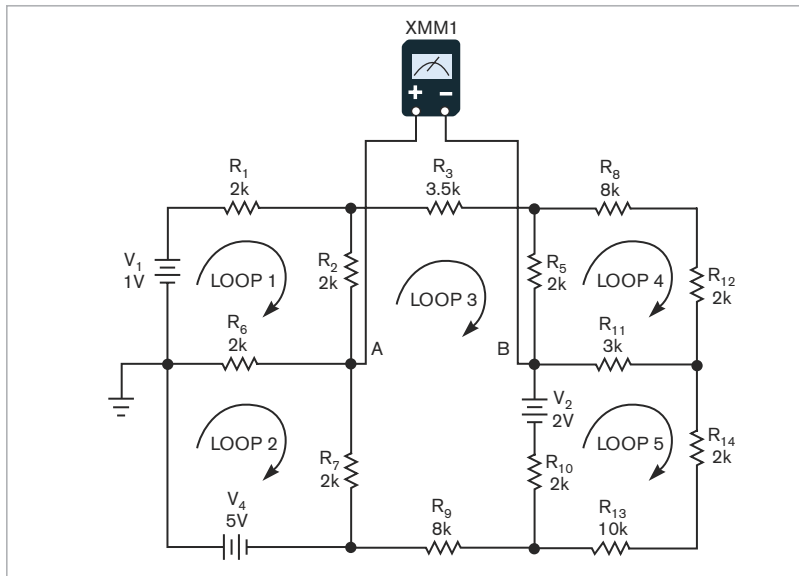 XMM1
+ −
R1
2k
R3
3.5k
R8
8k
V1
1V
LOOP 1
R2
2k
LOOP 3
R5
2k
LOOP 4
R12
2k
R6
2k
A
B
R11
3k
V2
2V
LOOP 2
R7
2k
LOOP 5
R14
2k
R10
2k
V4
5V
R9
8k
R13
10k